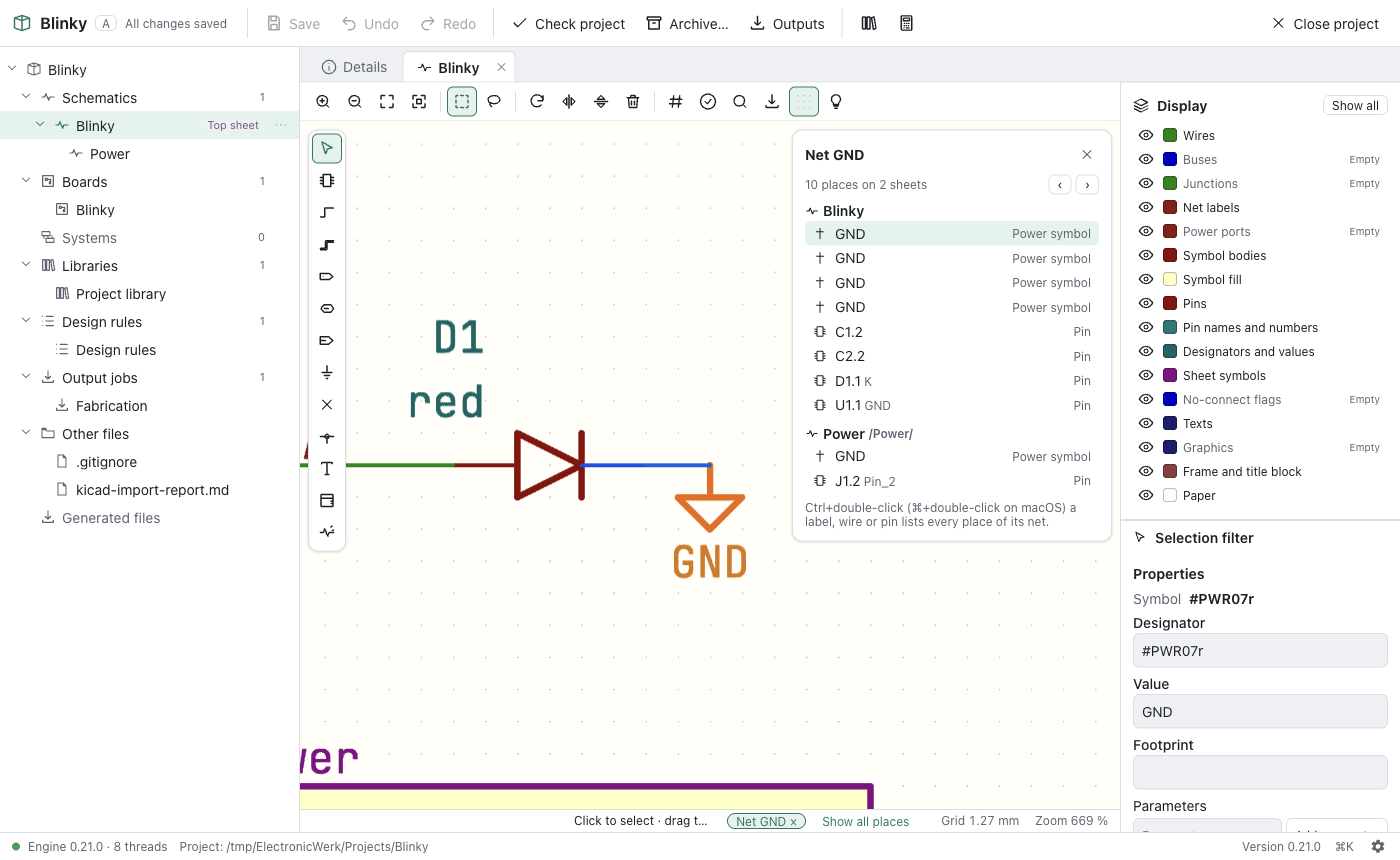 Blinky A All changes saved Save Undo Redo Check project Archive... Outputs Close project
Blinky
Schematics 1
Blinky Top sheet ...
Power
Boards 1
Blinky
Systems 0
Libraries 1
Project library
Design rules 1
Design rules
Output jobs 1
Fabrication
Other files
.gitignore
kicad-import-report.md
Generated files
Details Blinky
D1
red
GND
wer
Net GND
10 places on 2 sheets
Blinky
GND Power symbol
GND Power symbol
GND Power symbol
GND Power symbol
C1.2 Pin
C2.2 Pin
D1.1 K Pin
U1.1 GND Pin
Power /Power/
GND Power symbol
J1.2 Pin_2 Pin
Ctrl+double-click (⌘+double-click on macOS) a
label, wire or pin lists every place of its net.
Click to select · drag t... Net GND × Show all places Grid 1.27 mm Zoom 669 %
Display Show all
Wires
Buses Empty
Junctions Empty
Net labels
Power ports Empty
Symbol bodies
Symbol fill
Pins
Pin names and numbers
Designators and values
Sheet symbols
No-connect flags Empty
Texts
Graphics Empty
Frame and title block
Paper
Selection filter
Properties
Symbol #PWR07r
Designator
#PWR07r
Value
GND
Footprint
Parameters
Engine 0.21.0 · 8 threads Project: /tmp/ElectronicWerk/Projects/Blinky Version 0.21.0 ⌘K